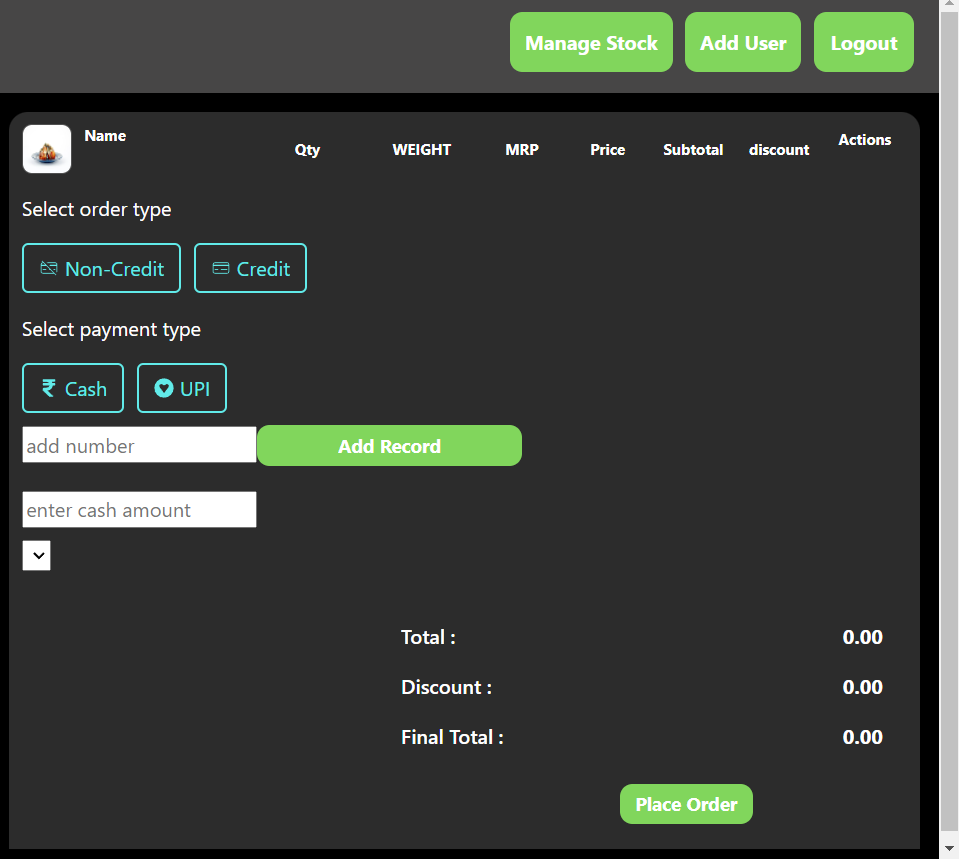 Manage Stock Add User Logout
Name Qty WEIGHT MRP Price Subtotal discount Actions
Select order type
Non-Credit Credit
Select payment type
₹ Cash UPI
add number Add Record
enter cash amount
Total : 0.00
Discount : 0.00
Final Total : 0.00
Place Order